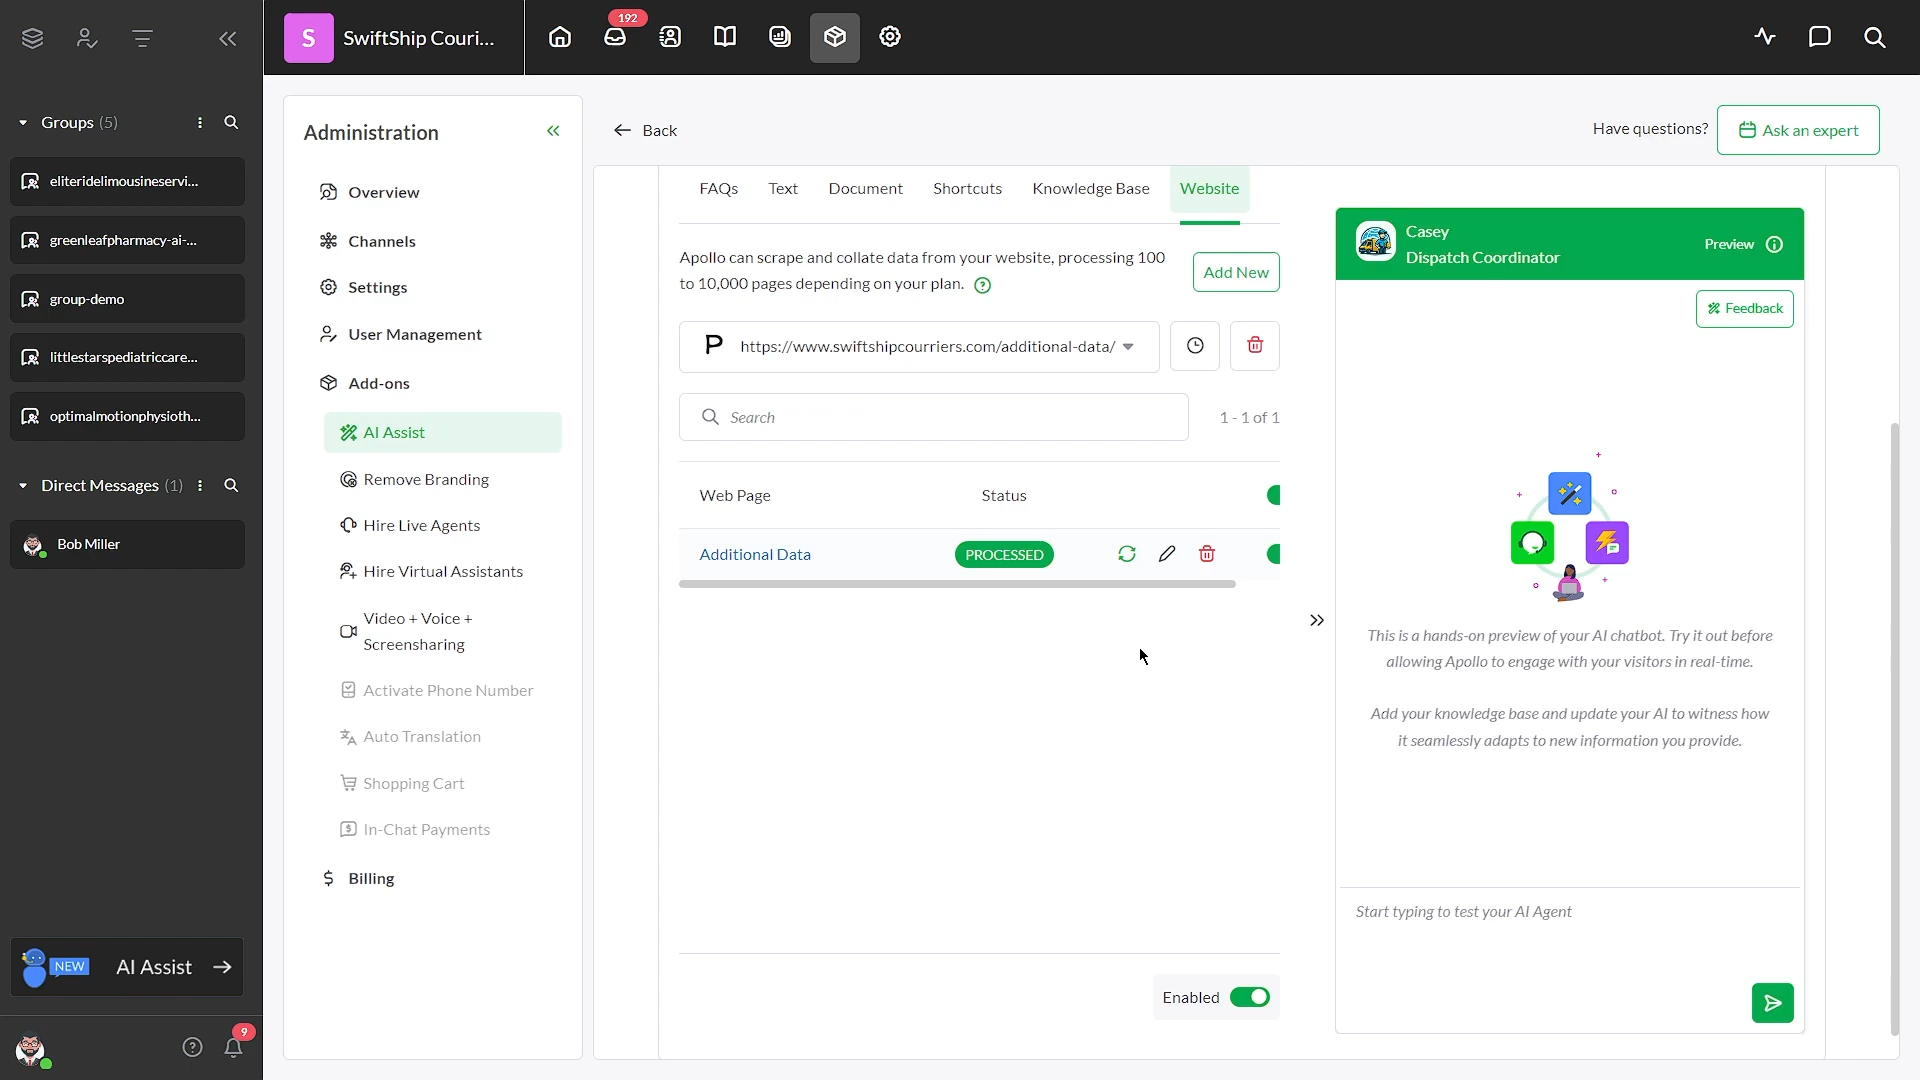 S
SwiftShip Couri...
192
Groups (5)
eliteridelimousineservi...
greenleafpharmacy-ai-...
group-demo
littlestarspediatriccare...
optimalmotionphysioth...
Direct Messages (1)
Bob Miller
NEW
AI Assist
9
Administration
Overview
Channels
Settings
User Management
Add-ons
AI Assist
Remove Branding
Hire Live Agents
Hire Virtual Assistants
Video + Voice +
Screensharing
Activate Phone Number
Auto Translation
Shopping Cart
In-Chat Payments
Billing
Back
Have questions?
Ask an expert
FAQs
Text
Document
Shortcuts
Knowledge Base
Website
Apollo can scrape and collate data from your website, processing 100
to 10,000 pages depending on your plan.
Add New
P
https://www.swiftshipcourriers.com/additional-data/
Search
1 - 1 of 1
Web Page
Status
Additional Data
PROCESSED
Enabled
Casey
Dispatch Coordinator
Preview
Feedback
This is a hands-on preview of your AI chatbot. Try it out before
allowing Apollo to engage with your visitors in real-time.
Add your knowledge base and update your AI to witness how
it seamlessly adapts to new information you provide.
Start typing to test your AI Agent